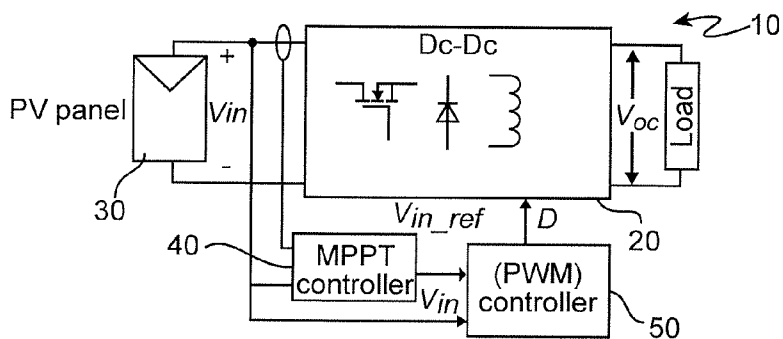 10
Dc-Dc
+
PV panel
Vin
Voc
Load
-
30
Vin_ref
D
20
40
MPPT
controller
(PWM)
controller
Vin
50